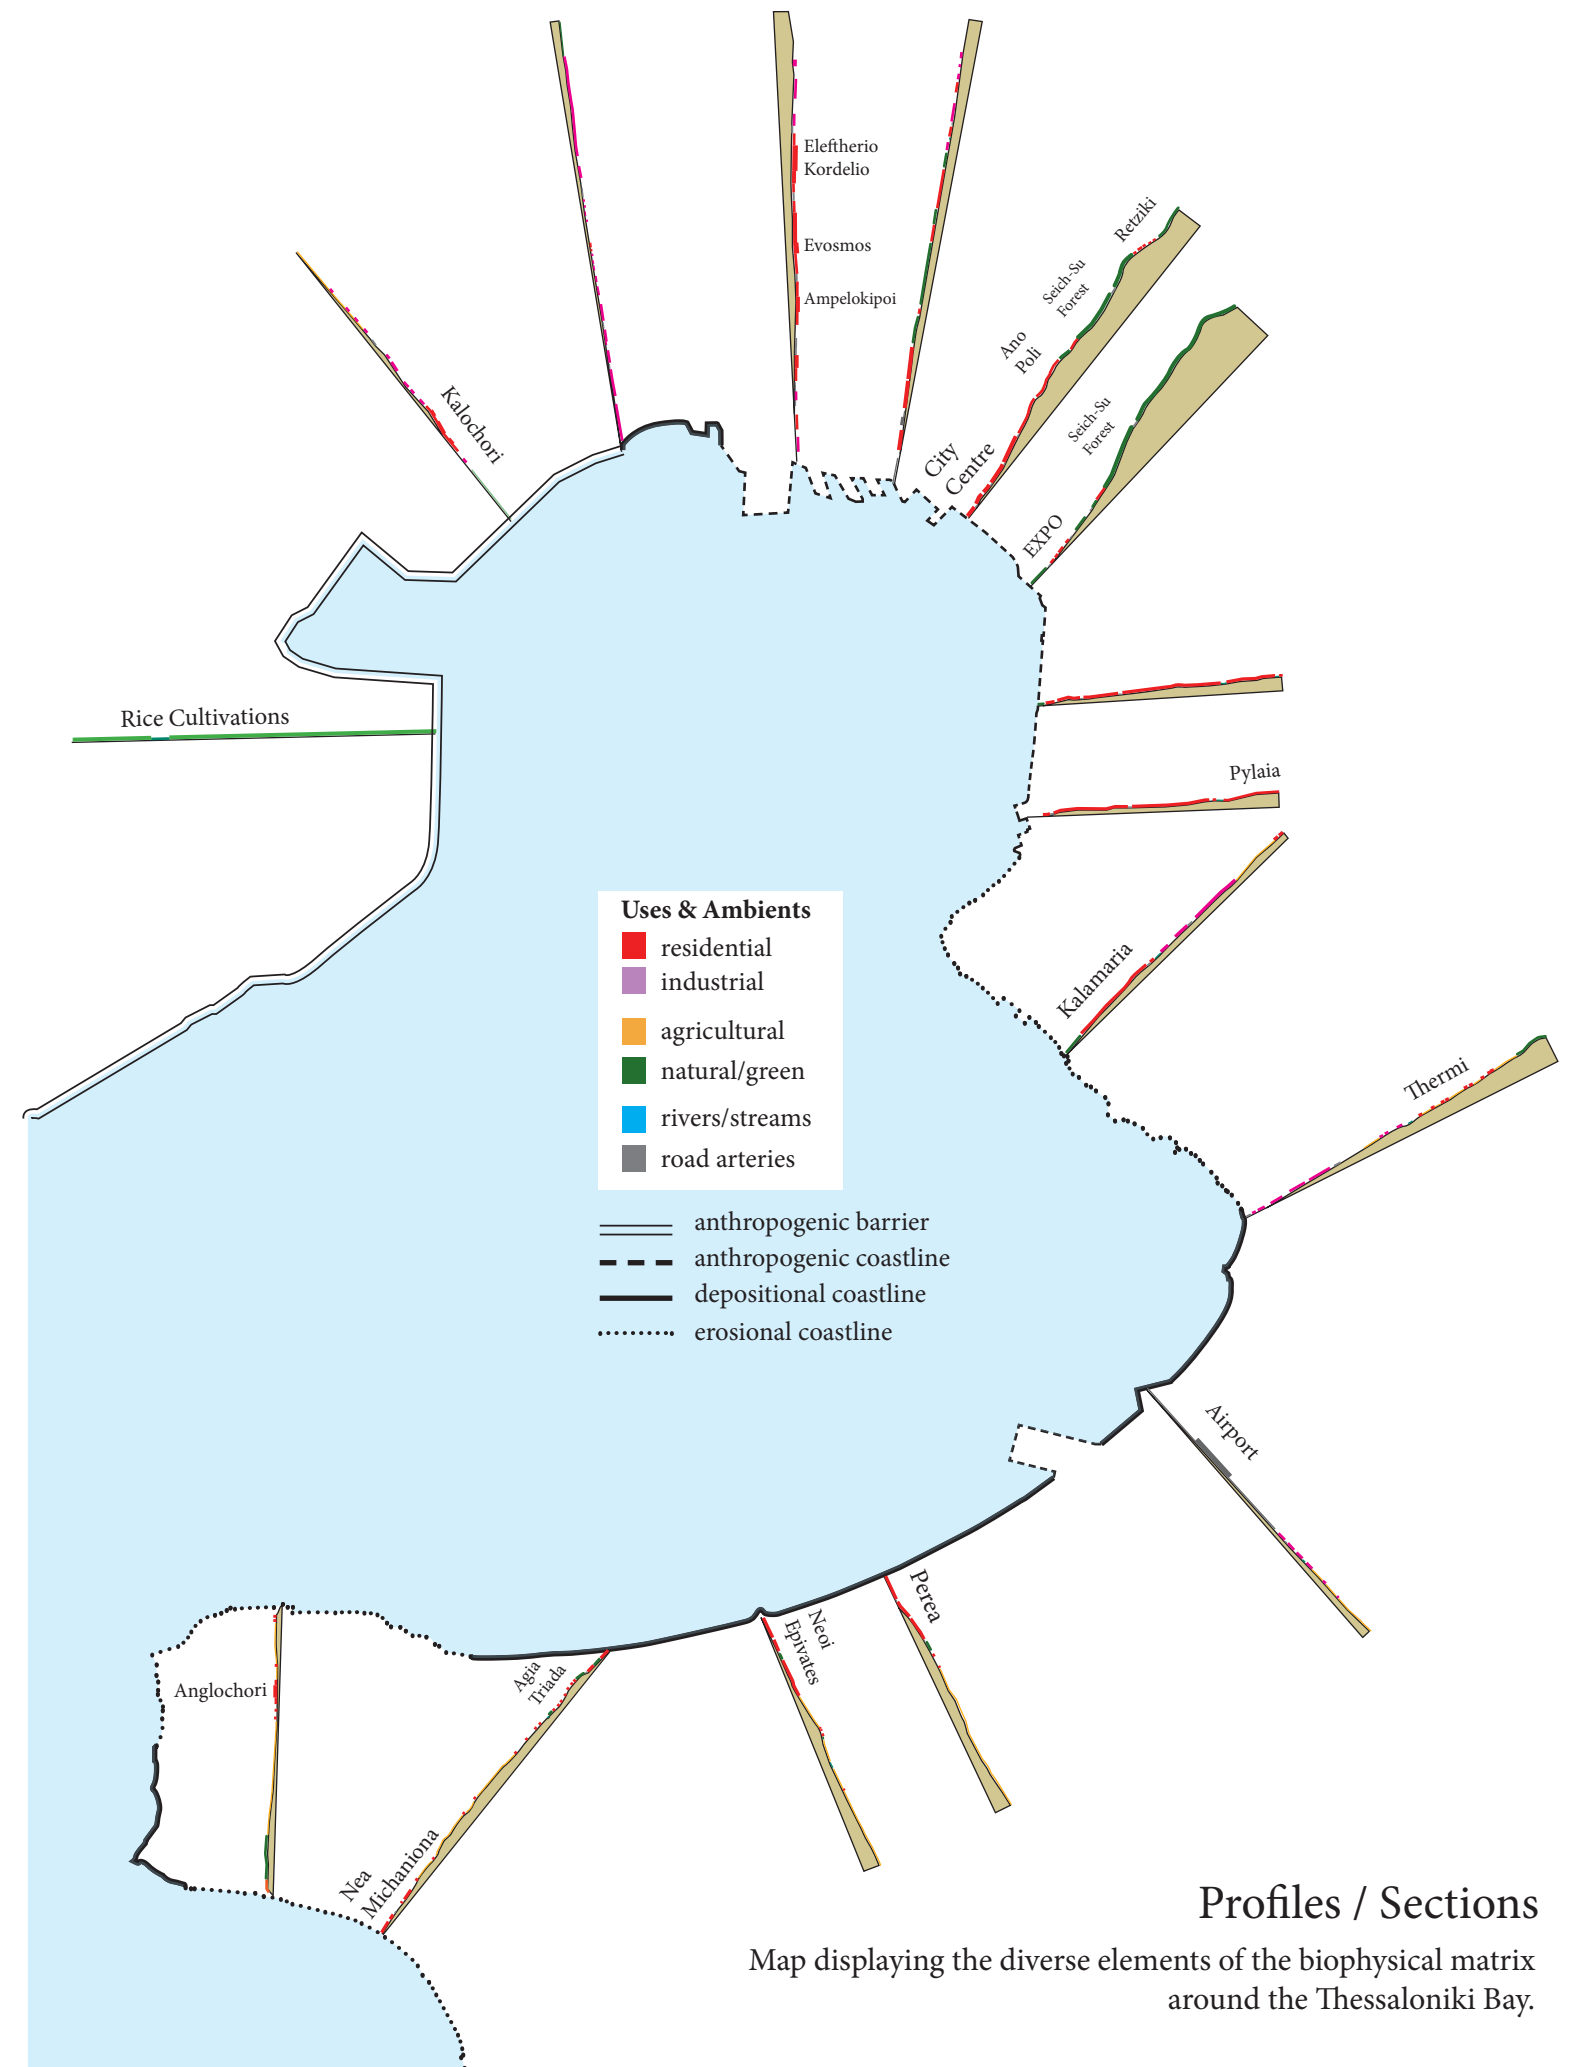 Eleftherio
Kordelio
Evosmos
Ampelokipoi
Retziki
Seich-Su
Forest
Ano
Poli
Seich-Su
Forest
Kalochori
City
Centre
EXPO
Rice Cultivations
Pylaia
Kalamaria
Thermi
Uses & Ambients
residential
industrial
agricultural
natural/green
rivers/streams
road arteries
anthropogenic barrier
anthropogenic coastline
depositional coastline
erosional coastline
Airport
Perea
Neoi
Epivates
Agia
Triada
Anglochori
Nea
Michaniona
Profiles / Sections
Map displaying the diverse elements of the biophysical matrix
around the Thessaloniki Bay.